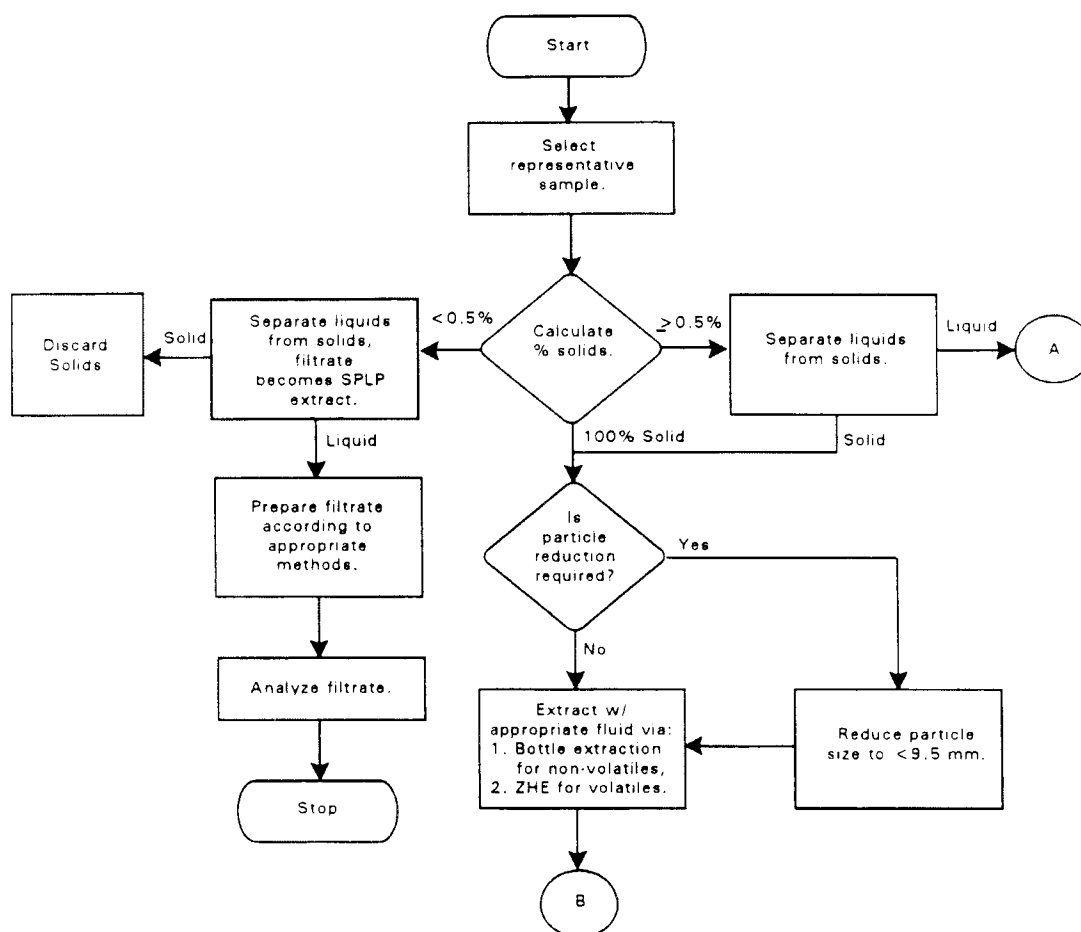 Start
Select
representative
sample.
Calculate
% solids.
<0.5%
≥0.5%
100% Solid
Separate liquids
from solids,
filtrate
becomes SPLP
extract.
Solid
Discard
Solids
Liquid
Prepare filtrate
according to
appropriate
methods.
Analyze filtrate.
Stop
Separate liquids
from solids.
Liquid
A
Solid
Is
particle
reduction
required?
Yes
No
Reduce particle
size to <9.5 mm.
Extract w/
appropriate fluid via:
1. Bottle extraction
for non-volatiles,
2. ZHE for volatiles.
B